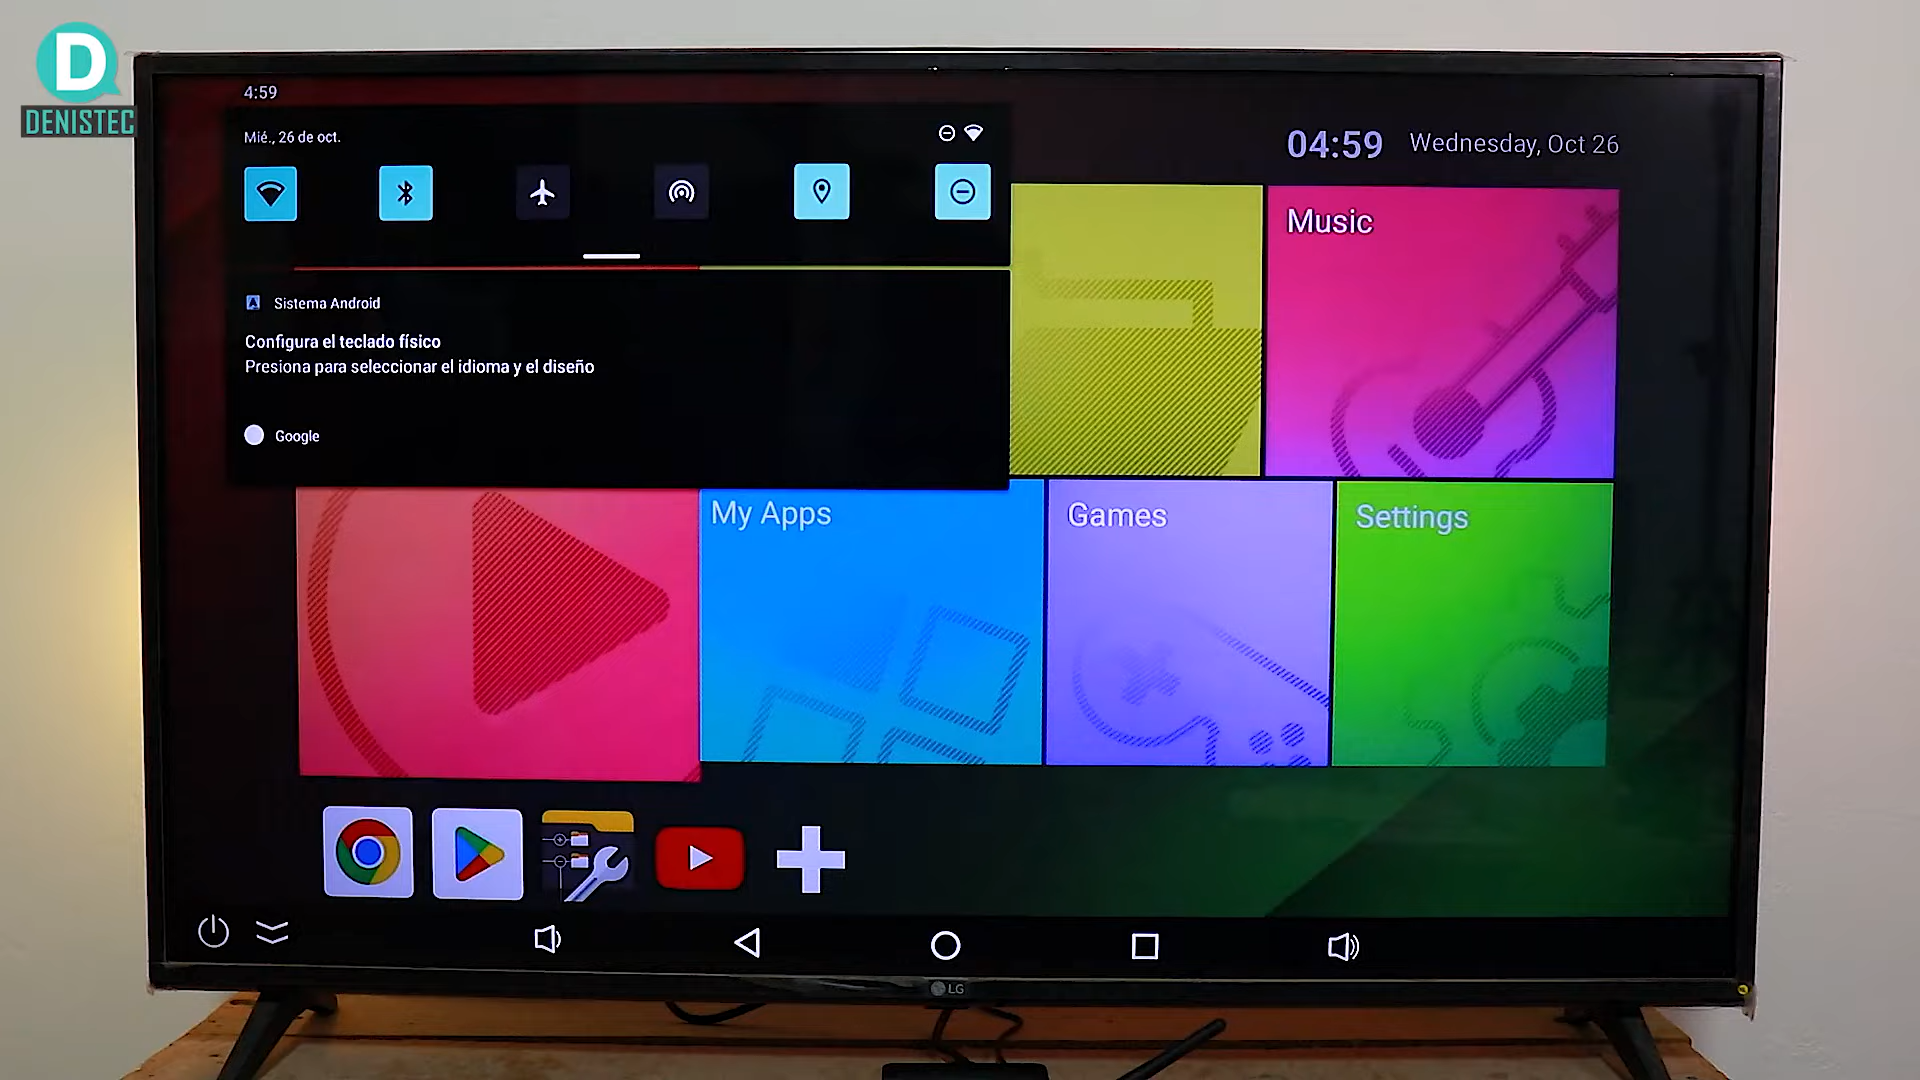 D
DENISTEC
4:59
Mié., 26 de oct.
04:59 Wednesday, Oct 26
Sistema Android
Configura el teclado físico
Presiona para seleccionar el idioma y el diseño
Google
Music
My Apps
Games
Settings
LG